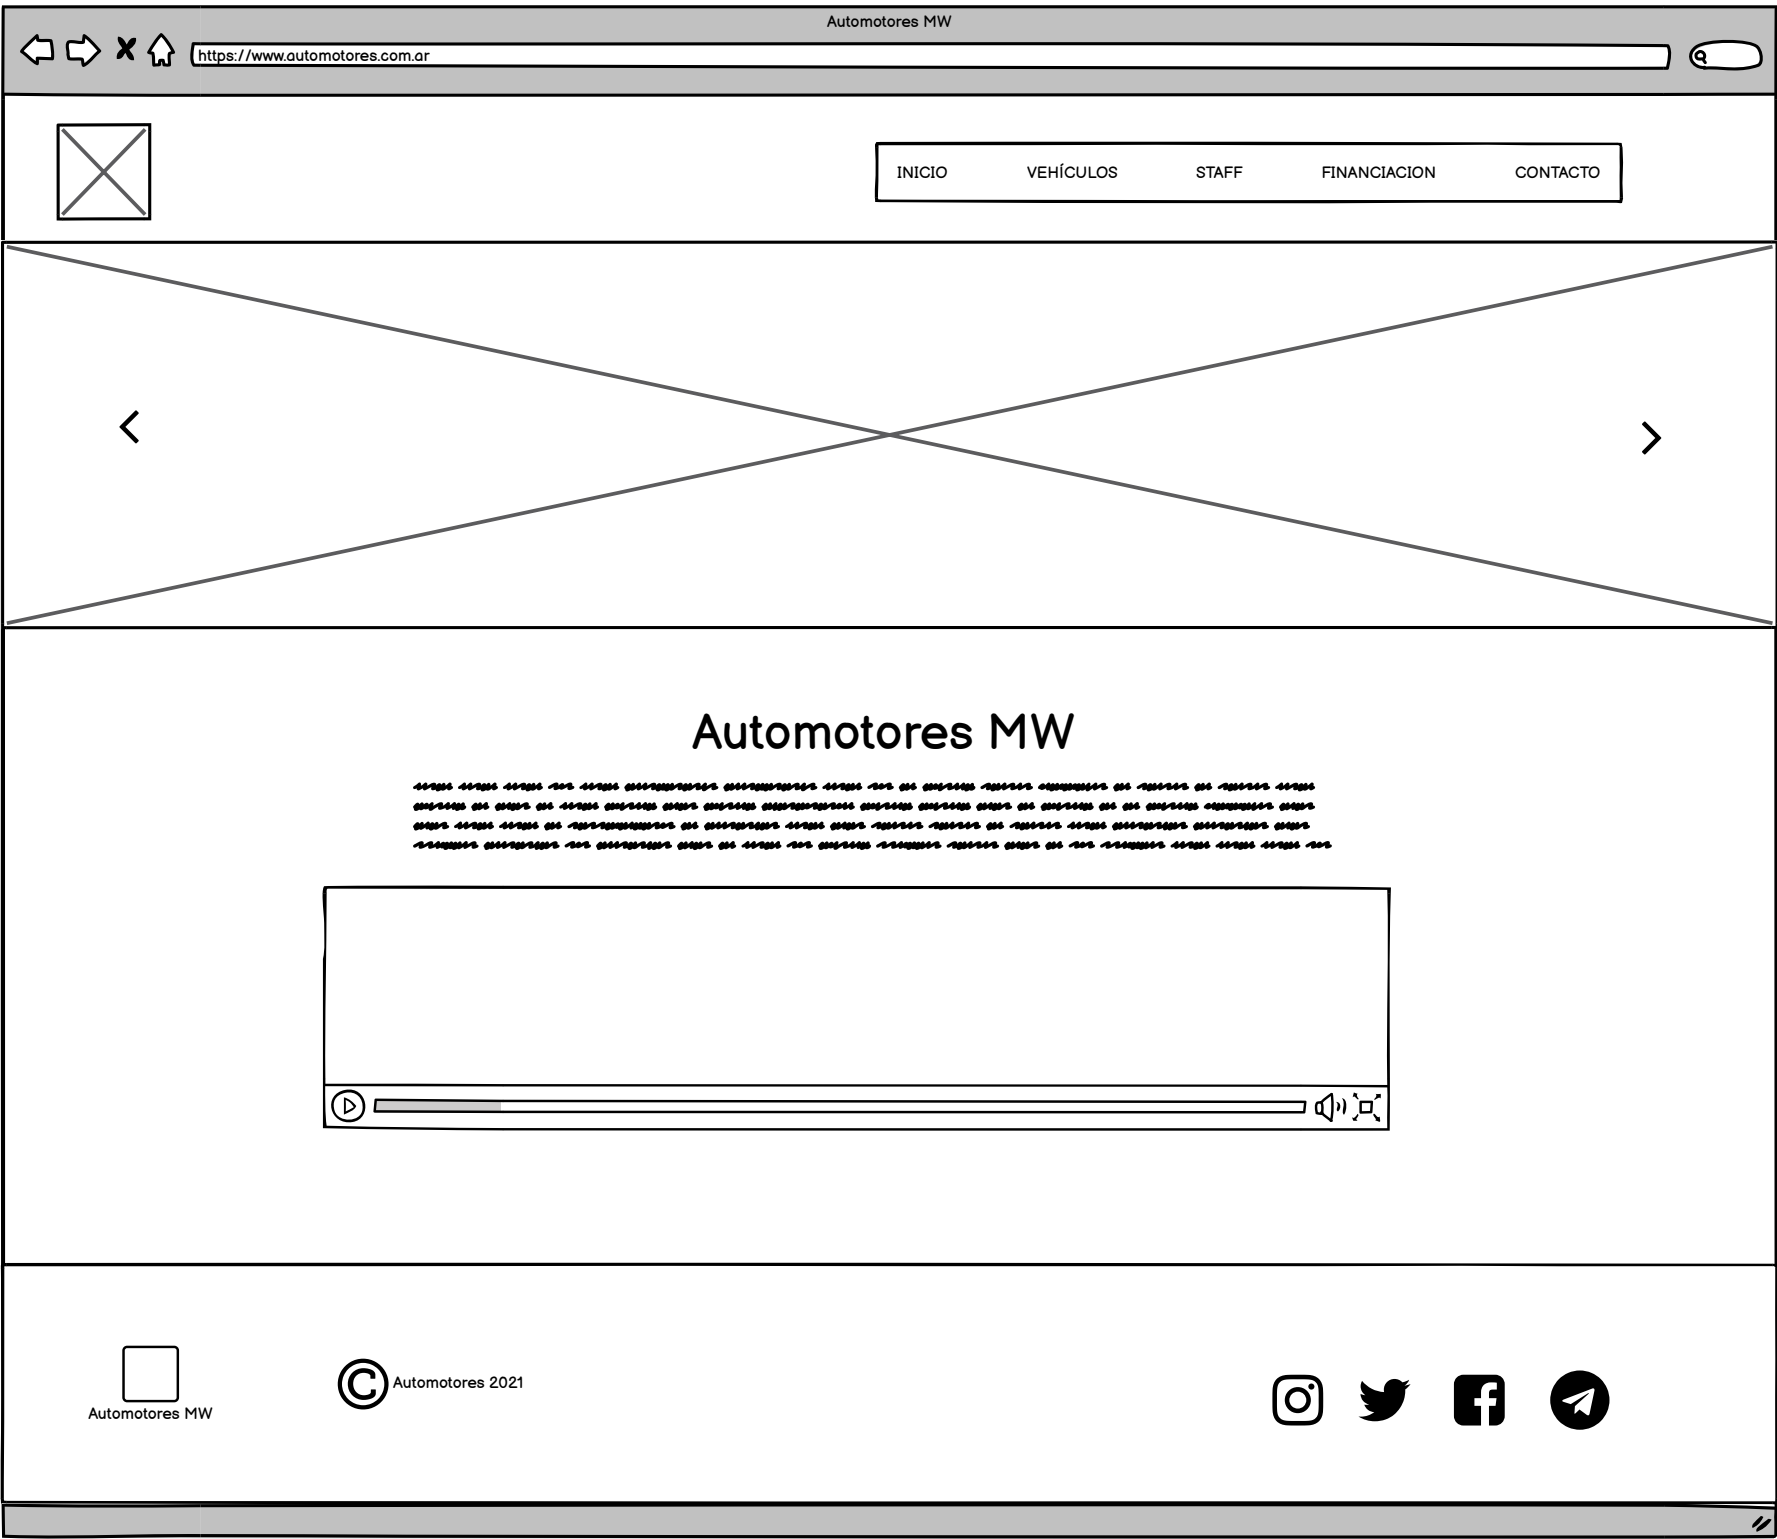 Automotores MW
https://www.automotores.com.ar
INICIO VEHÍCULOS STAFF FINANCIACION CONTACTO
Automotores MW
© Automotores 2021
Automotores MW